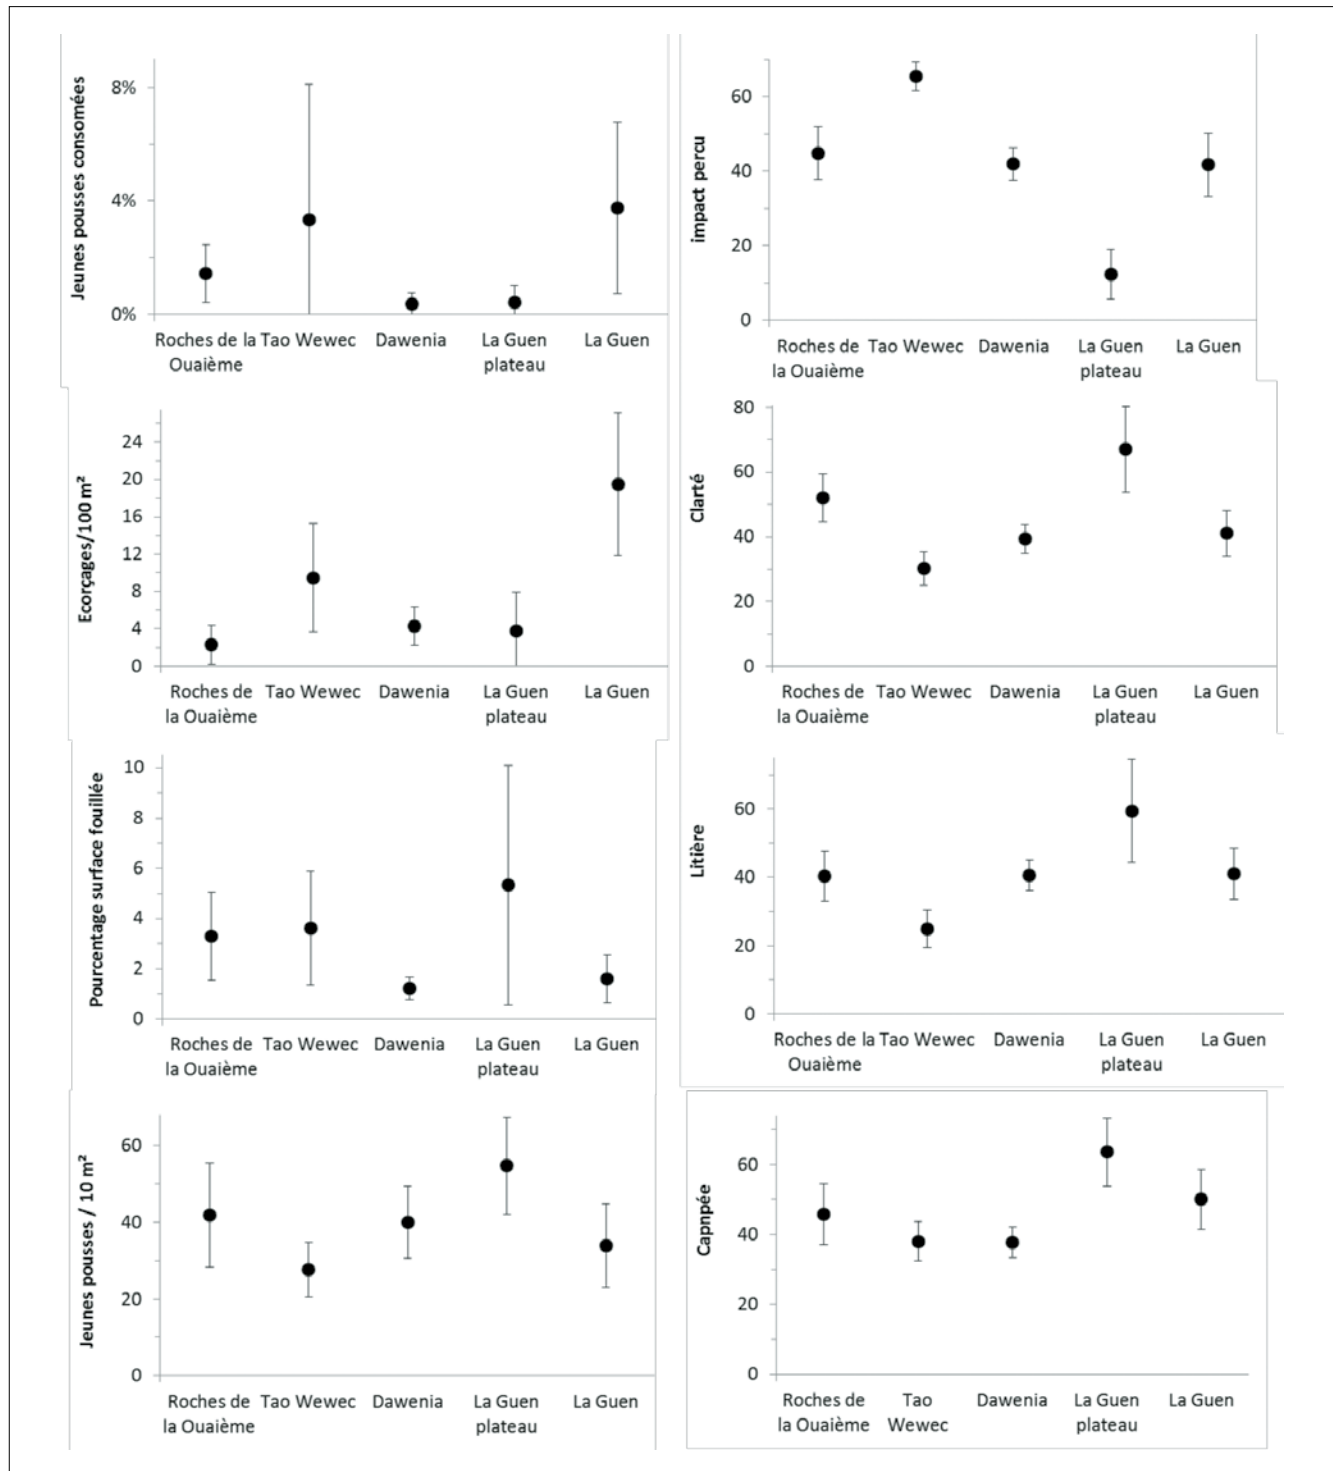 Jeunes pousses consomées
8%
4%
0%
Roches de la Tao Wewec Dawenia La Guen La Guen
Ouaième plateau
impact percu
60
40
20
0
Roches de Tao Wewec Dawenia La Guen La Guen
la Ouaième plateau
Ecorçages/100 m²
24
20
16
12
8
4
0
Roches de Tao Wewec Dawenia La Guen La Guen
la Ouaième plateau
Clarté
80
60
40
20
0
Roches de Tao Dawenia La Guen La Guen
la Ouaième Wewec plateau
Pourcentage surface fouillée
10
8
6
4
2
0
Roches de Tao Wewec Dawenia La Guen La Guen
la Ouaième plateau
Litière
60
40
20
0
Roches de la Tao Wewec Dawenia La Guen La Guen
Ouaième plateau
Jeunes pousses / 10 m²
60
40
20
0
Roches de Tao Wewec Dawenia La Guen La Guen
la Ouaième plateau
Capnpée
60
40
20
0
Roches de Tao Dawenia La Guen La Guen
la Ouaième Wewec plateau